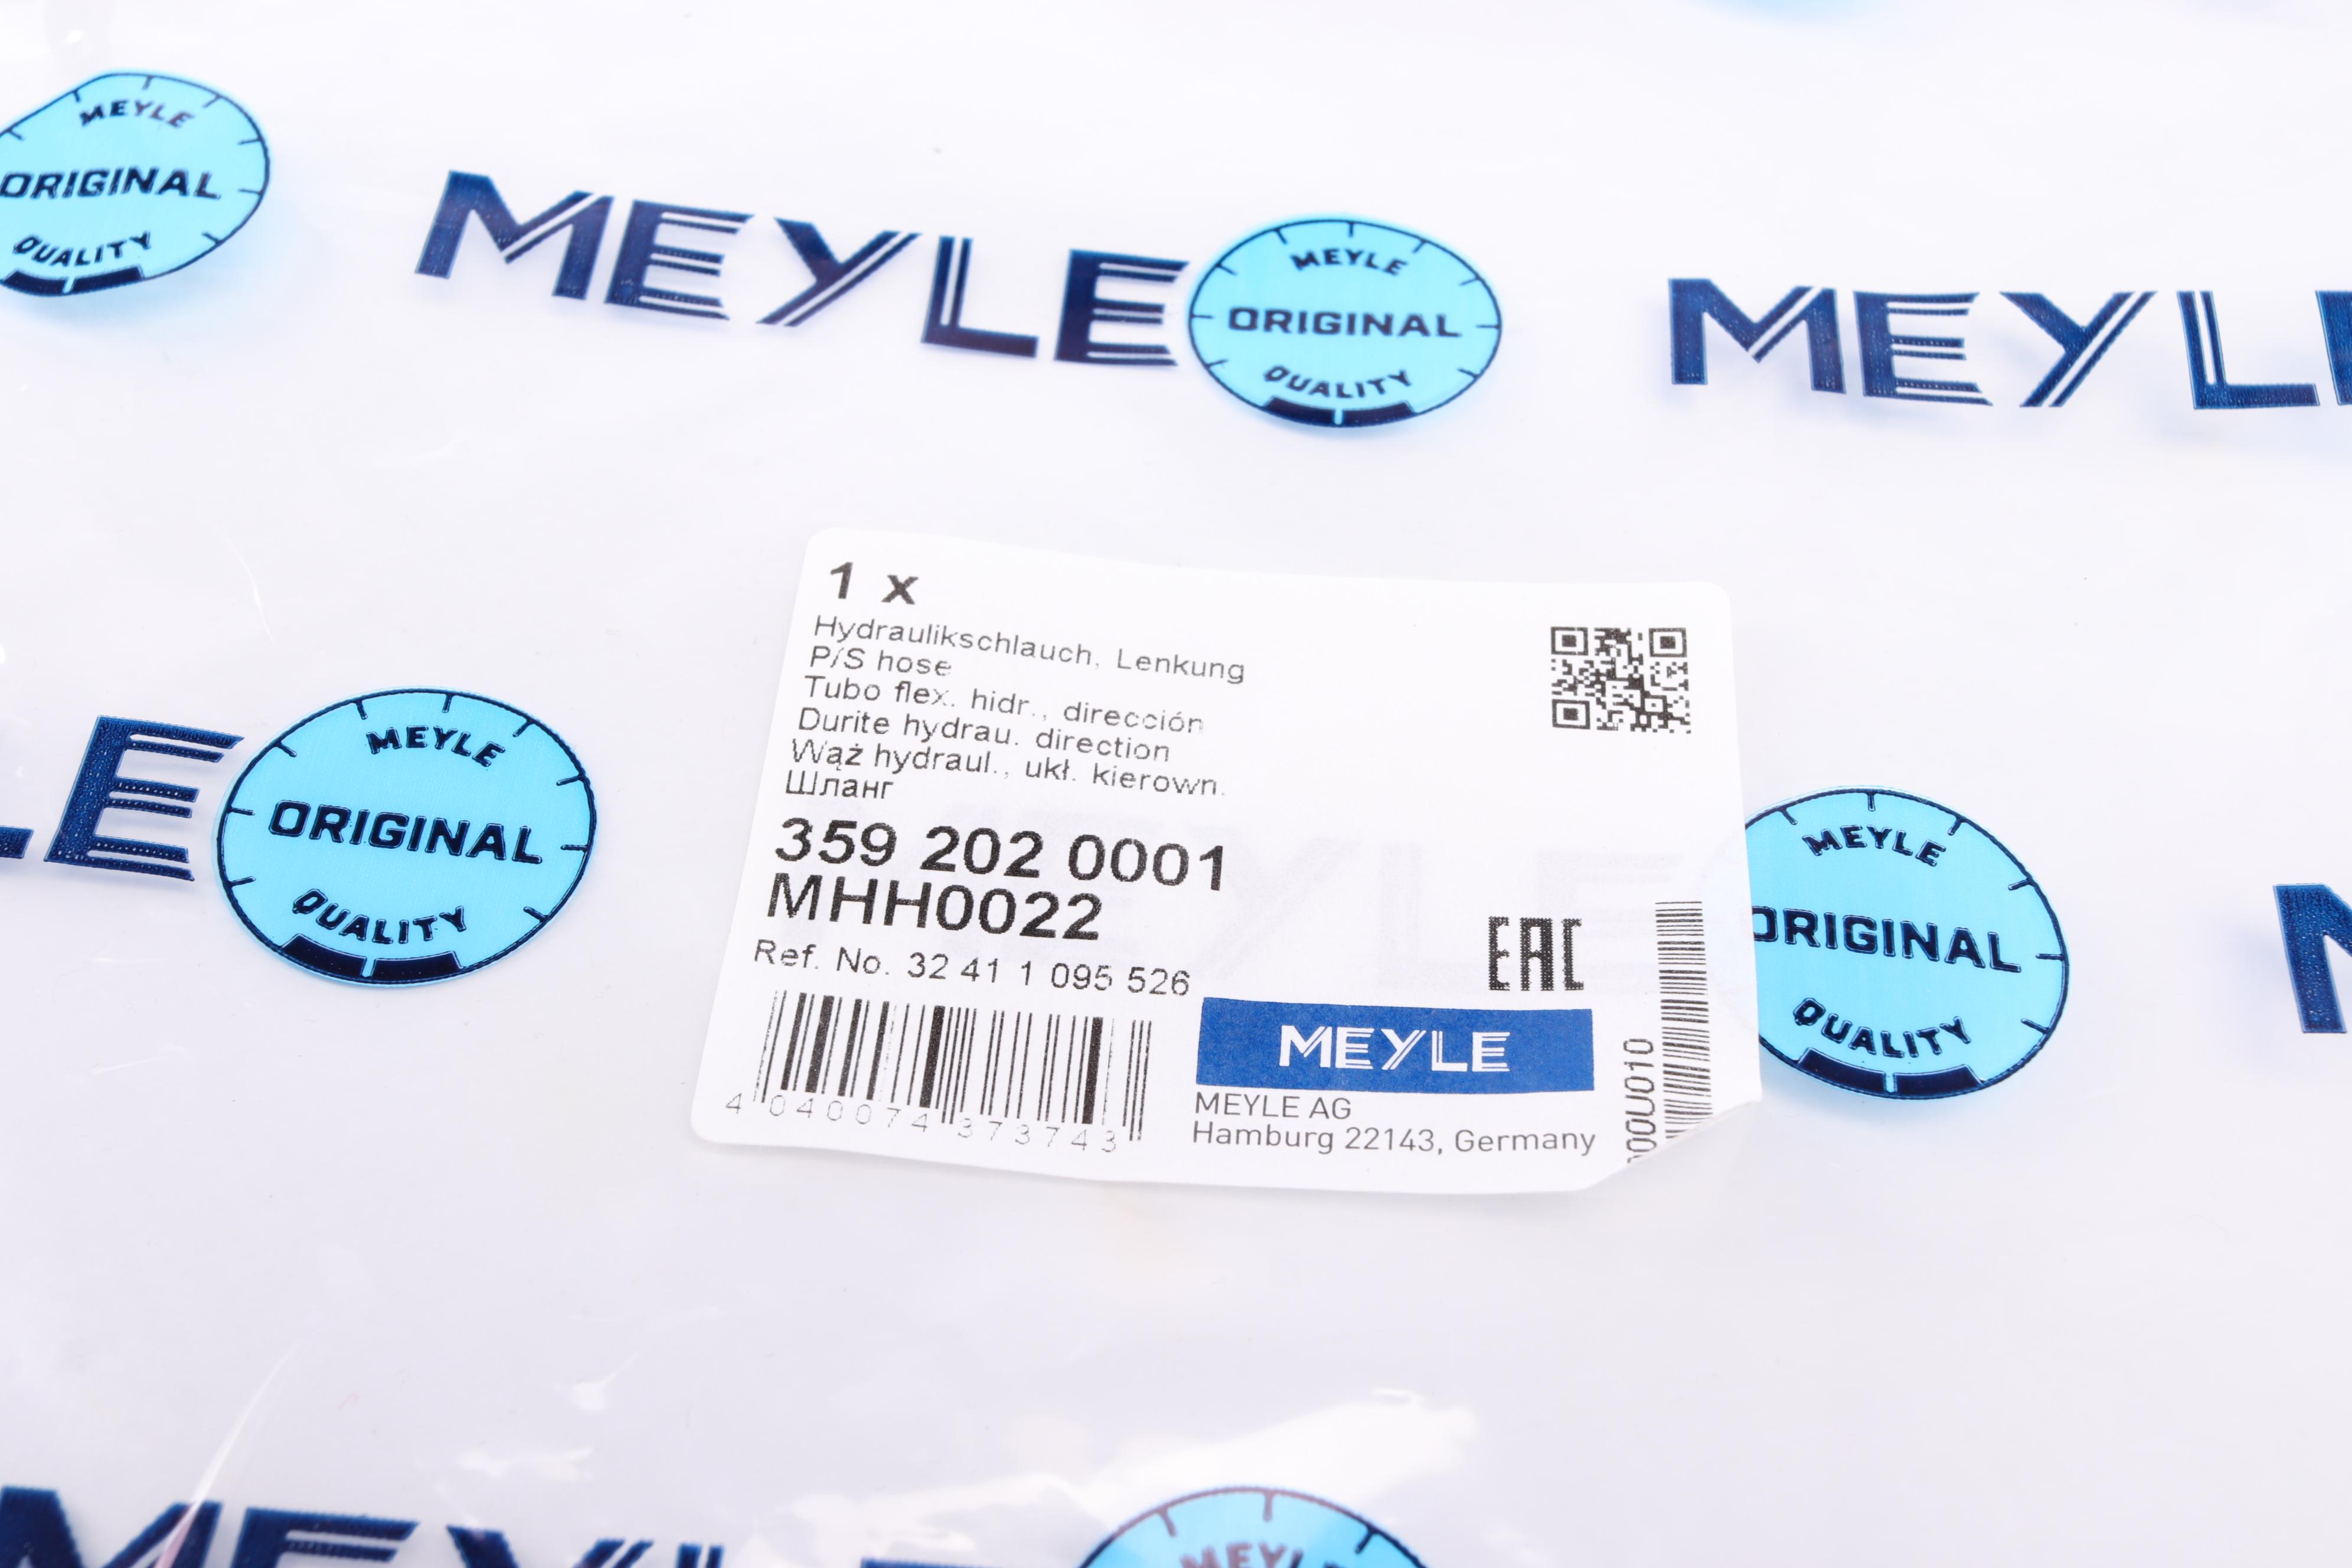 MEYLE
ORIGINAL
QUALITY
MEYLE
MEYLE
ORIGINAL
QUALITY
MEYLE
MEYLE
ORIGINAL
QUALITY
1 x
Hydraulikschlauch, Lenkung
P/S hose
Tubo flex. hidr., dirección
Durite hydrau. direction
Wąż hydraul., ukł. kierown.
Шланг
359 202 0001
MHH0022
Ref. No. 32 41 1 095 526
4 040074 373743
EAC
MEYLE
MEYLE AG
Hamburg 22143, Germany
00U010
MEYLE
ORIGINAL
QUALITY
MEYLE